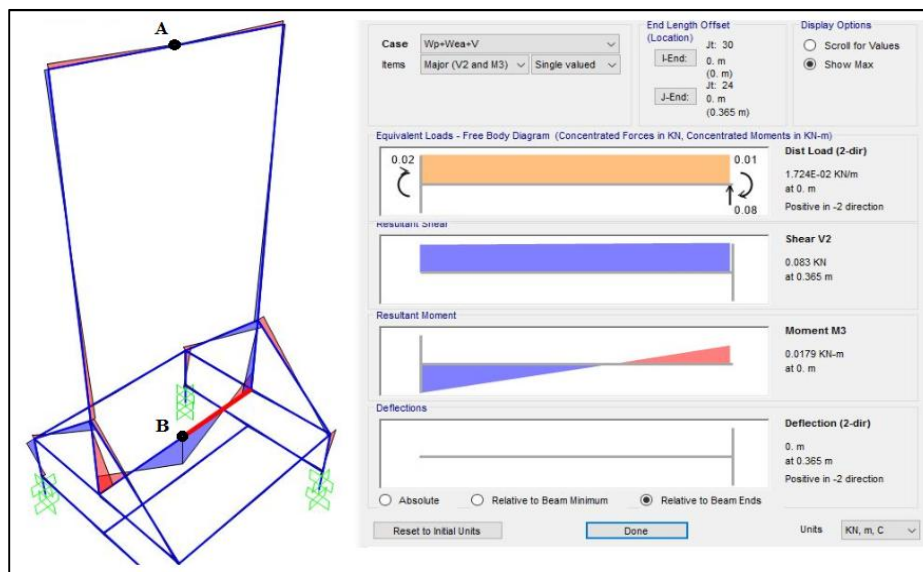 A
B
Case Wp+Wea+V
Items Major (V2 and M3) Single valued
End Length Offset
(Location)
Jt: 30
I-End: 0. m
(0. m)
Jt: 24
J-End: 0. m
(0.365 m)
Display Options
Scroll for Values
Show Max
Equivalent Loads - Free Body Diagram (Concentrated Forces in KN, Concentrated Moments in KN-m)
0.02
0.01
0.08
Dist Load (2-dir)
1.724E-02 KN/m
at 0. m
Positive in -2 direction
Resultant Shear
Shear V2
0.083 KN
at 0.365 m
Resultant Moment
Moment M3
0.0179 KN-m
at 0. m
Deflections
Deflection (2-dir)
0. m
at 0.365 m
Positive in -2 direction
Absolute Relative to Beam Minimum Relative to Beam Ends
Reset to Initial Units Done Units KN, m, C